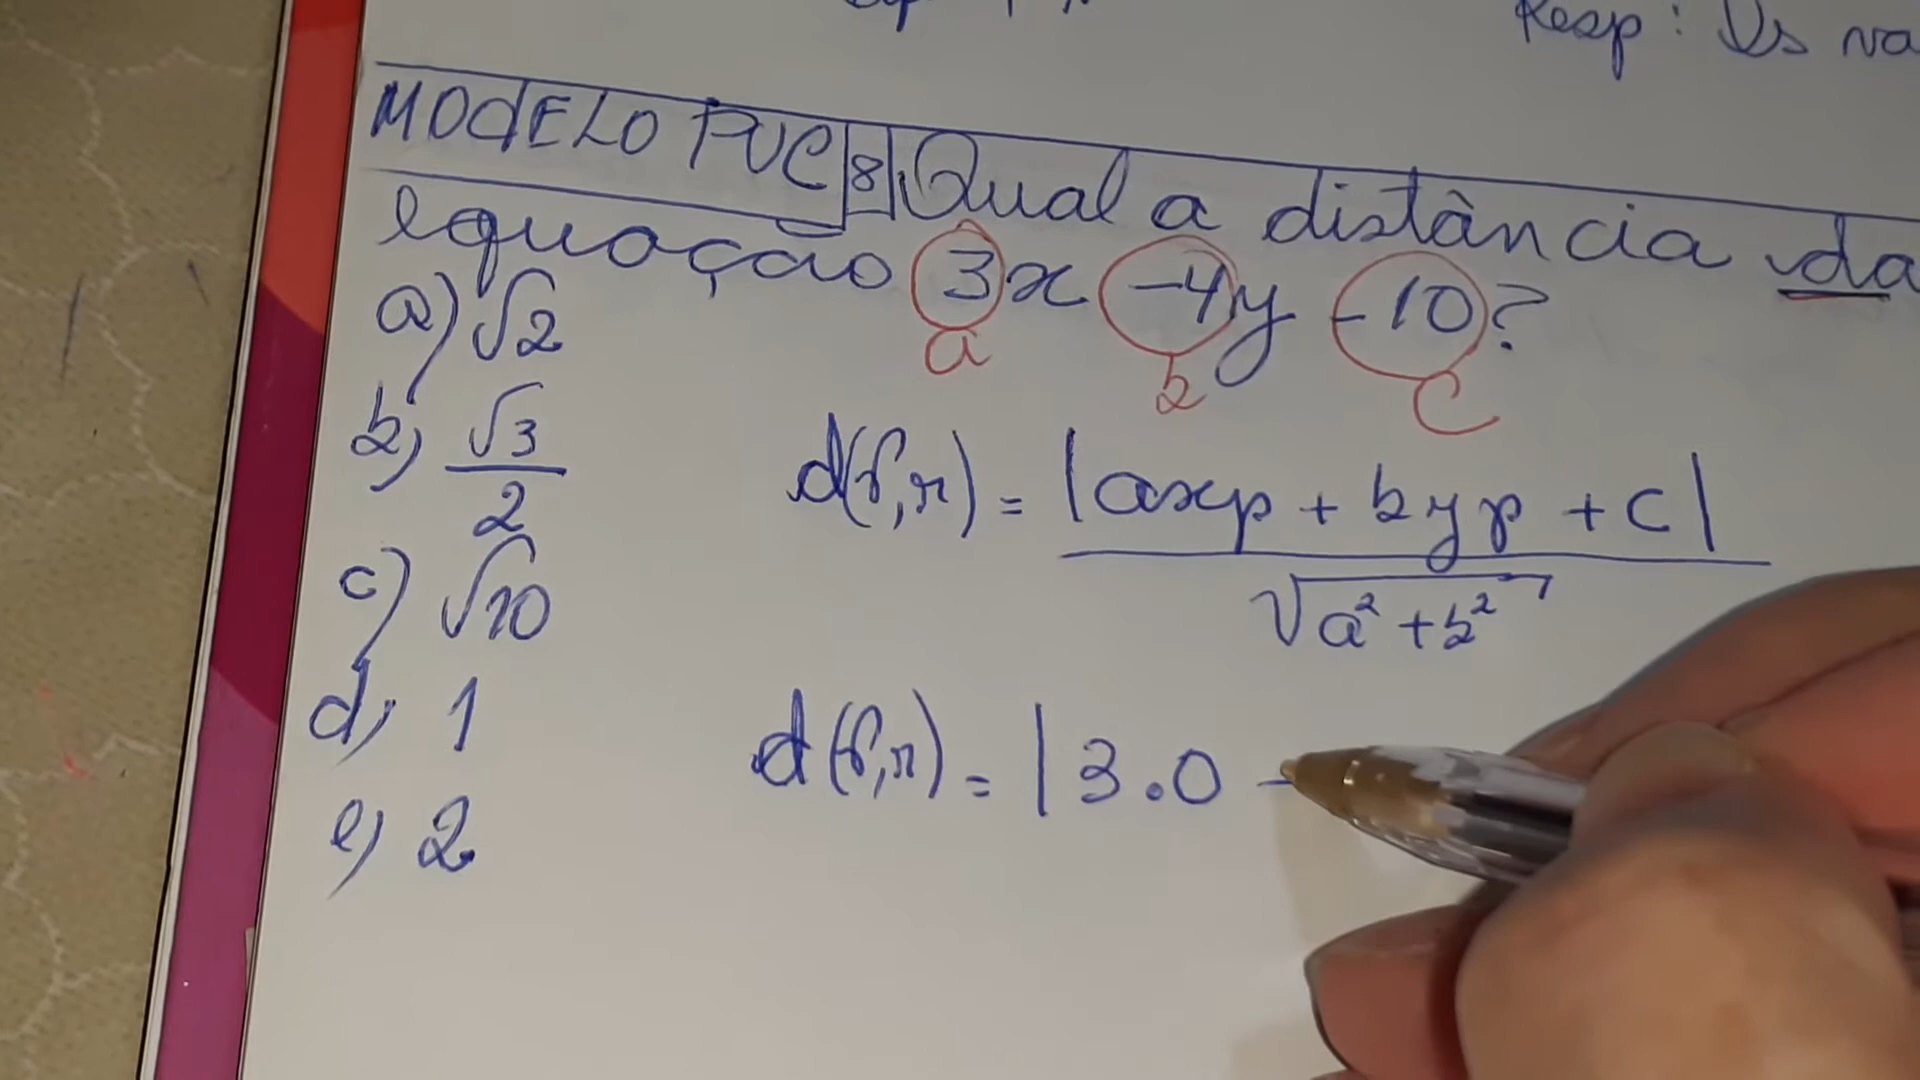 Resp: Os va
MODELO PUC 8) Qual a distância da
equação 3x -4y -10?
a b c
a) √2
b) √3/2
c) √10
d) 1
e) 2
d(P,r) = |axp + byp + c|
√a² + b²
d(P,r) = | 3.0 -